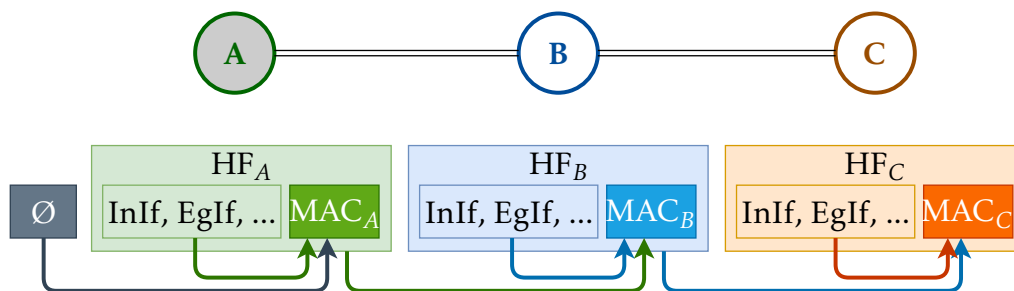 A B C
HF_A HF_B HF_C
Ø InIf, EgIf, ... MAC_A InIf, EgIf, ... MAC_B InIf, EgIf, ... MAC_C